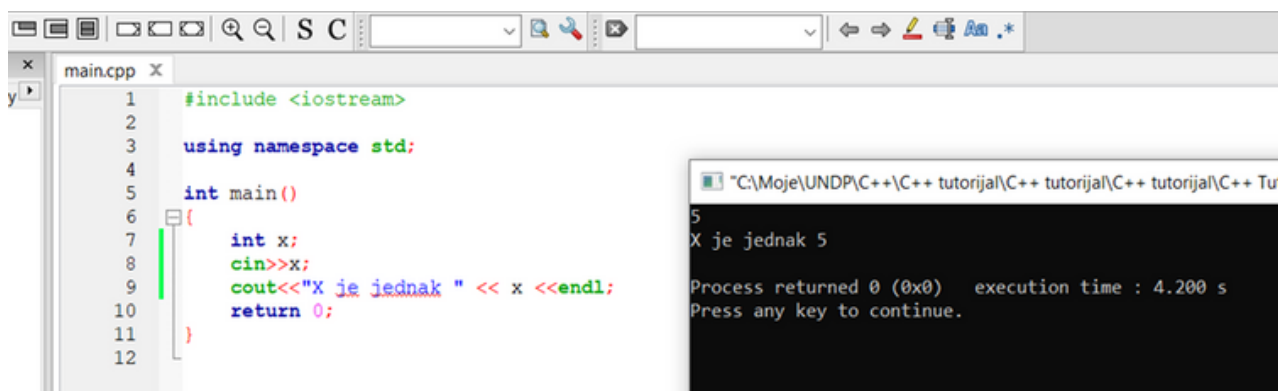 S C
Aa .*
main.cpp X
y
1 #include <iostream>
2
3 using namespace std;
4
5 int main()
6 {
7 int x;
8 cin>>x;
9 cout<<"X je jednak " << x <<endl;
10 return 0;
11 }
12
"C:\Moje\UNDP\C++\C++ tutorijal\C++ tutorijal\C++ tutorijal\C++ Tu
5
X je jednak 5
Process returned 0 (0x0) execution time : 4.200 s
Press any key to continue.